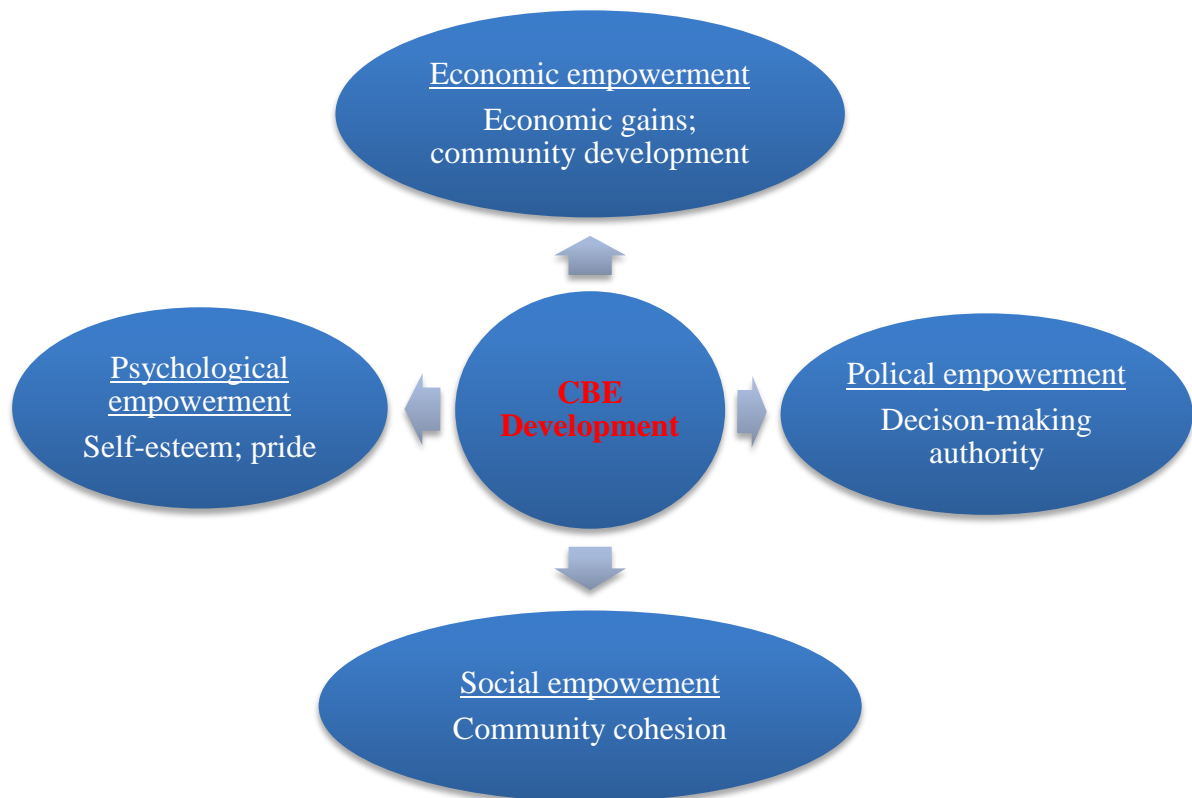 Economic empowerment
Economic gains;
community development
Psychological
empowerment
Self-esteem; pride
CBE
Development
Polical empowerment
Decison-making
authority
Social empowement
Community cohesion